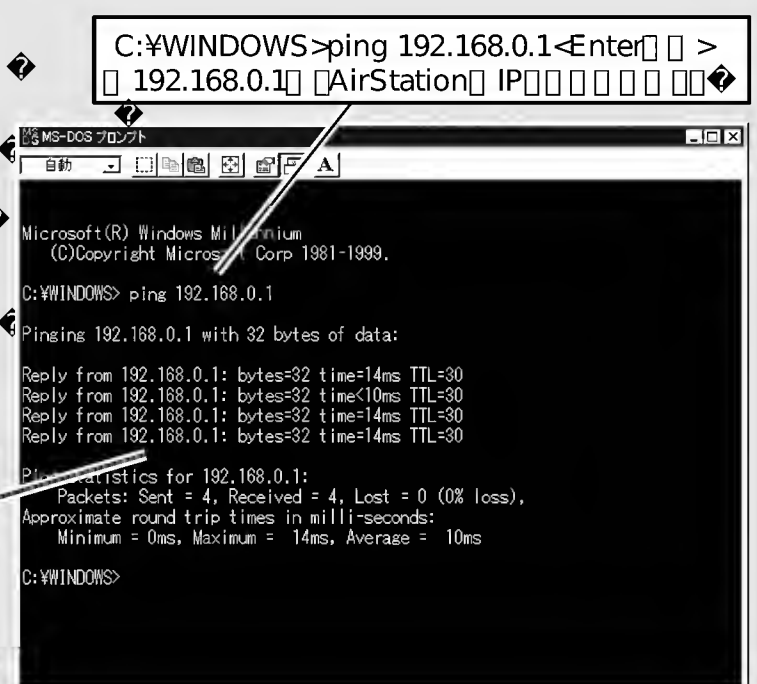 C:¥WINDOWS>ping 192.168.0.1<Enter□ □ >
□ 192.168.0.1□ □AirStation□ IP□□□□□□□□�
MS-DOS プロンプト
自動
A
Microsoft(R) Windows Millennium
(C)Copyright Microsoft Corp 1981-1999.
C:¥WINDOWS> ping 192.168.0.1
Pinging 192.168.0.1 with 32 bytes of data:
Reply from 192.168.0.1: bytes=32 time=14ms TTL=30
Reply from 192.168.0.1: bytes=32 time<10ms TTL=30
Reply from 192.168.0.1: bytes=32 time=14ms TTL=30
Reply from 192.168.0.1: bytes=32 time=14ms TTL=30
Ping statistics for 192.168.0.1:
Packets: Sent = 4, Received = 4, Lost = 0 (0% loss),
Approximate round trip times in milli-seconds:
Minimum = 0ms, Maximum = 14ms, Average = 10ms
C:¥WINDOWS>